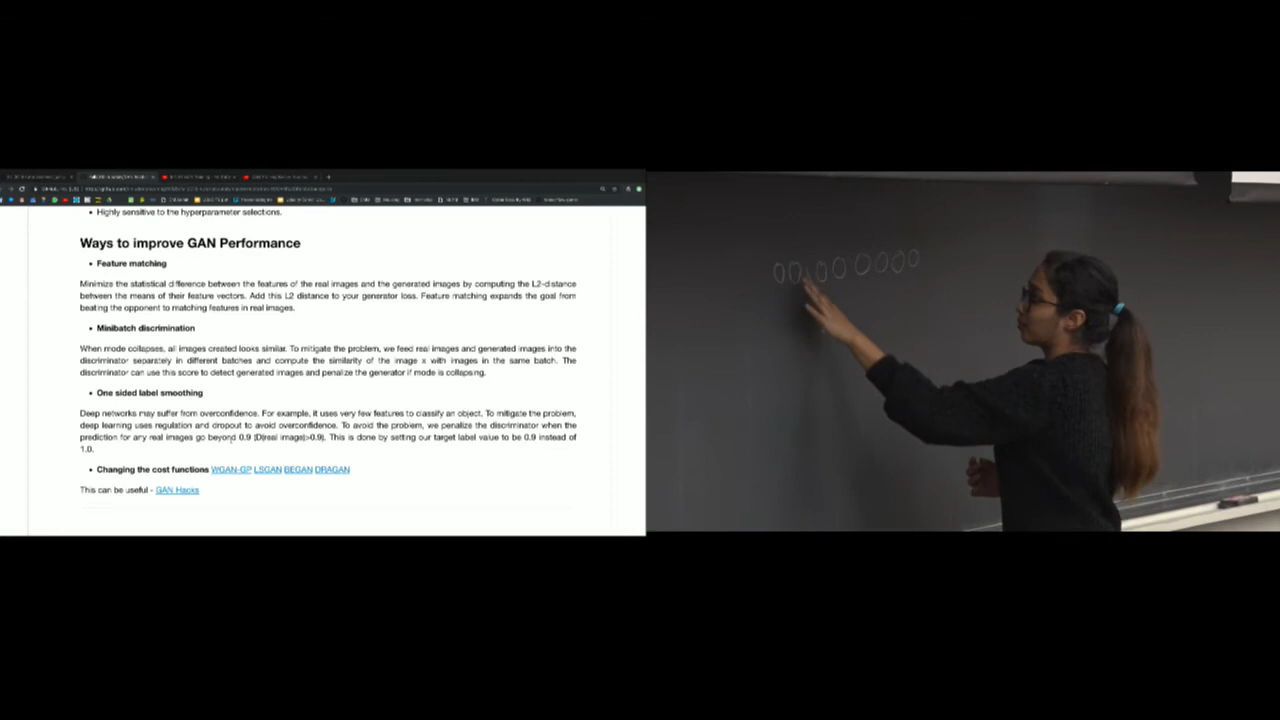 Highly sensitive to the hyperparameter selections.
Ways to improve GAN Performance
Feature matching
Minimize the statistical difference between the features of the real images and the generated images by computing the L2-distance
between the means of their feature vectors. Add this L2 distance to your generator loss. Feature matching expands the goal from
beating the opponent to matching features in real images.
Minibatch discrimination
When mode collapses, all images created looks similar. To mitigate the problem, we feed real images and generated images into the
discriminator separately in different batches and compute the similarity of the image x with images in the same batch. The
discriminator can use this score to detect generated images and penalize the generator if mode is collapsing.
One sided label smoothing
Deep networks may suffer from overconfidence. For example, it uses very few features to classify an object. To mitigate the problem,
deep learning uses regulation and dropout to avoid overconfidence. To avoid the problem, we penalize the discriminator when the
prediction for any real images go beyond 0.9 (D(real image)>0.9). This is done by setting our target label value to be 0.9 instead of
1.0.
Changing the cost functions WGAN-GP LSGAN BEGAN DRAGAN
This can be useful - GAN Hacks
00 00 00000